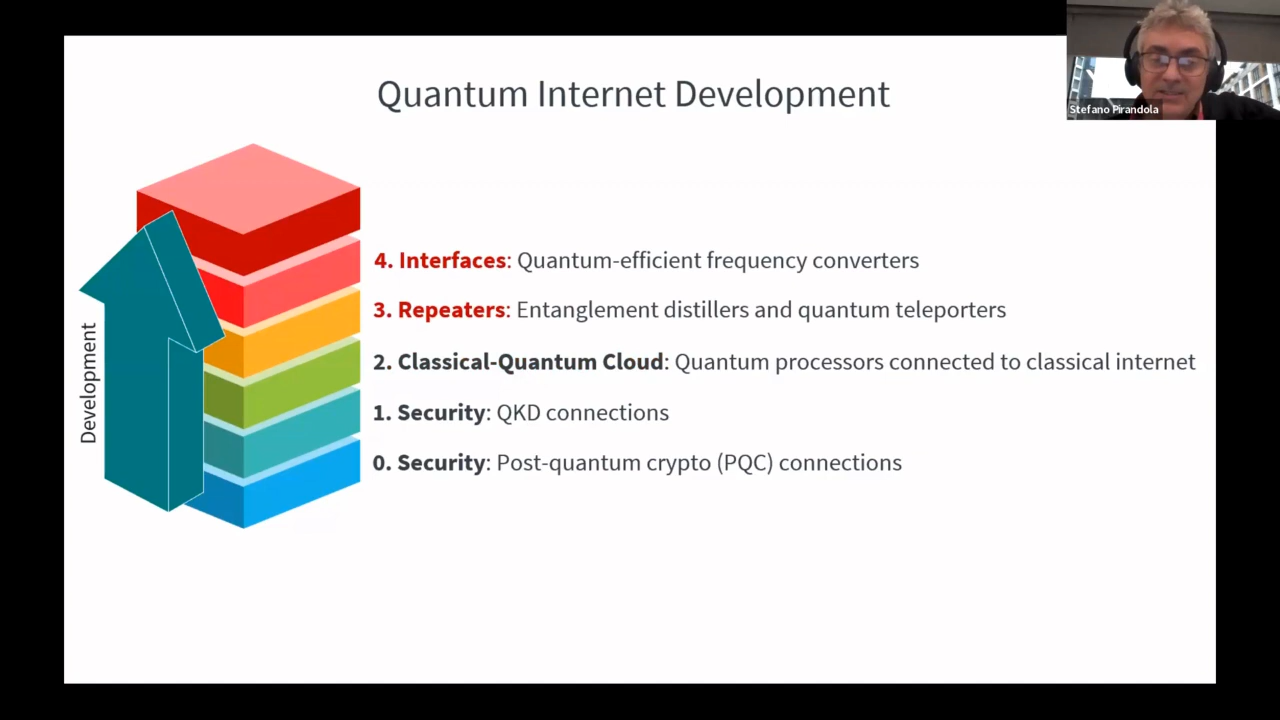 Quantum Internet Development
Stefano Pirandola
4. Interfaces: Quantum-efficient frequency converters
3. Repeaters: Entanglement distillers and quantum teleporters
2. Classical-Quantum Cloud: Quantum processors connected to classical internet
1. Security: QKD connections
0. Security: Post-quantum crypto (PQC) connections
Development